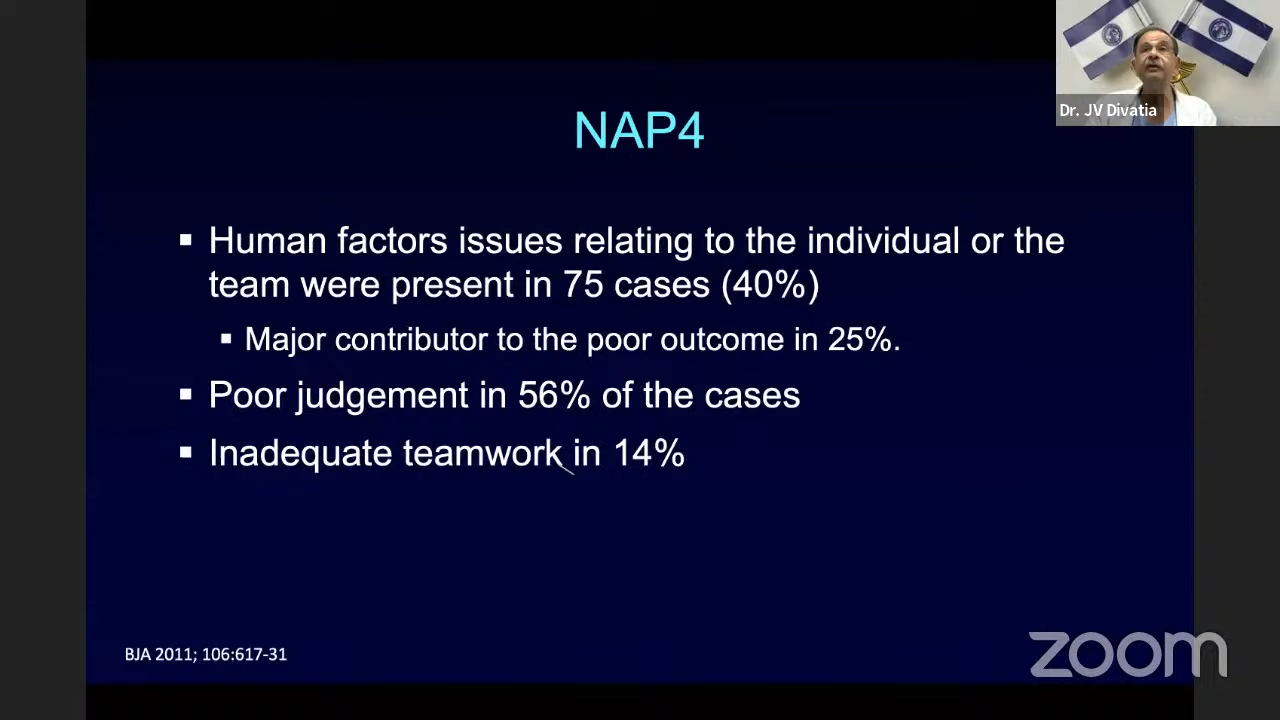 Dr. JV Divatia
NAP4
▪ Human factors issues relating to the individual or the
team were present in 75 cases (40%)
▪ Major contributor to the poor outcome in 25%.
▪ Poor judgement in 56% of the cases
▪ Inadequate teamwork in 14%
BJA 2011; 106:617-31
zoom